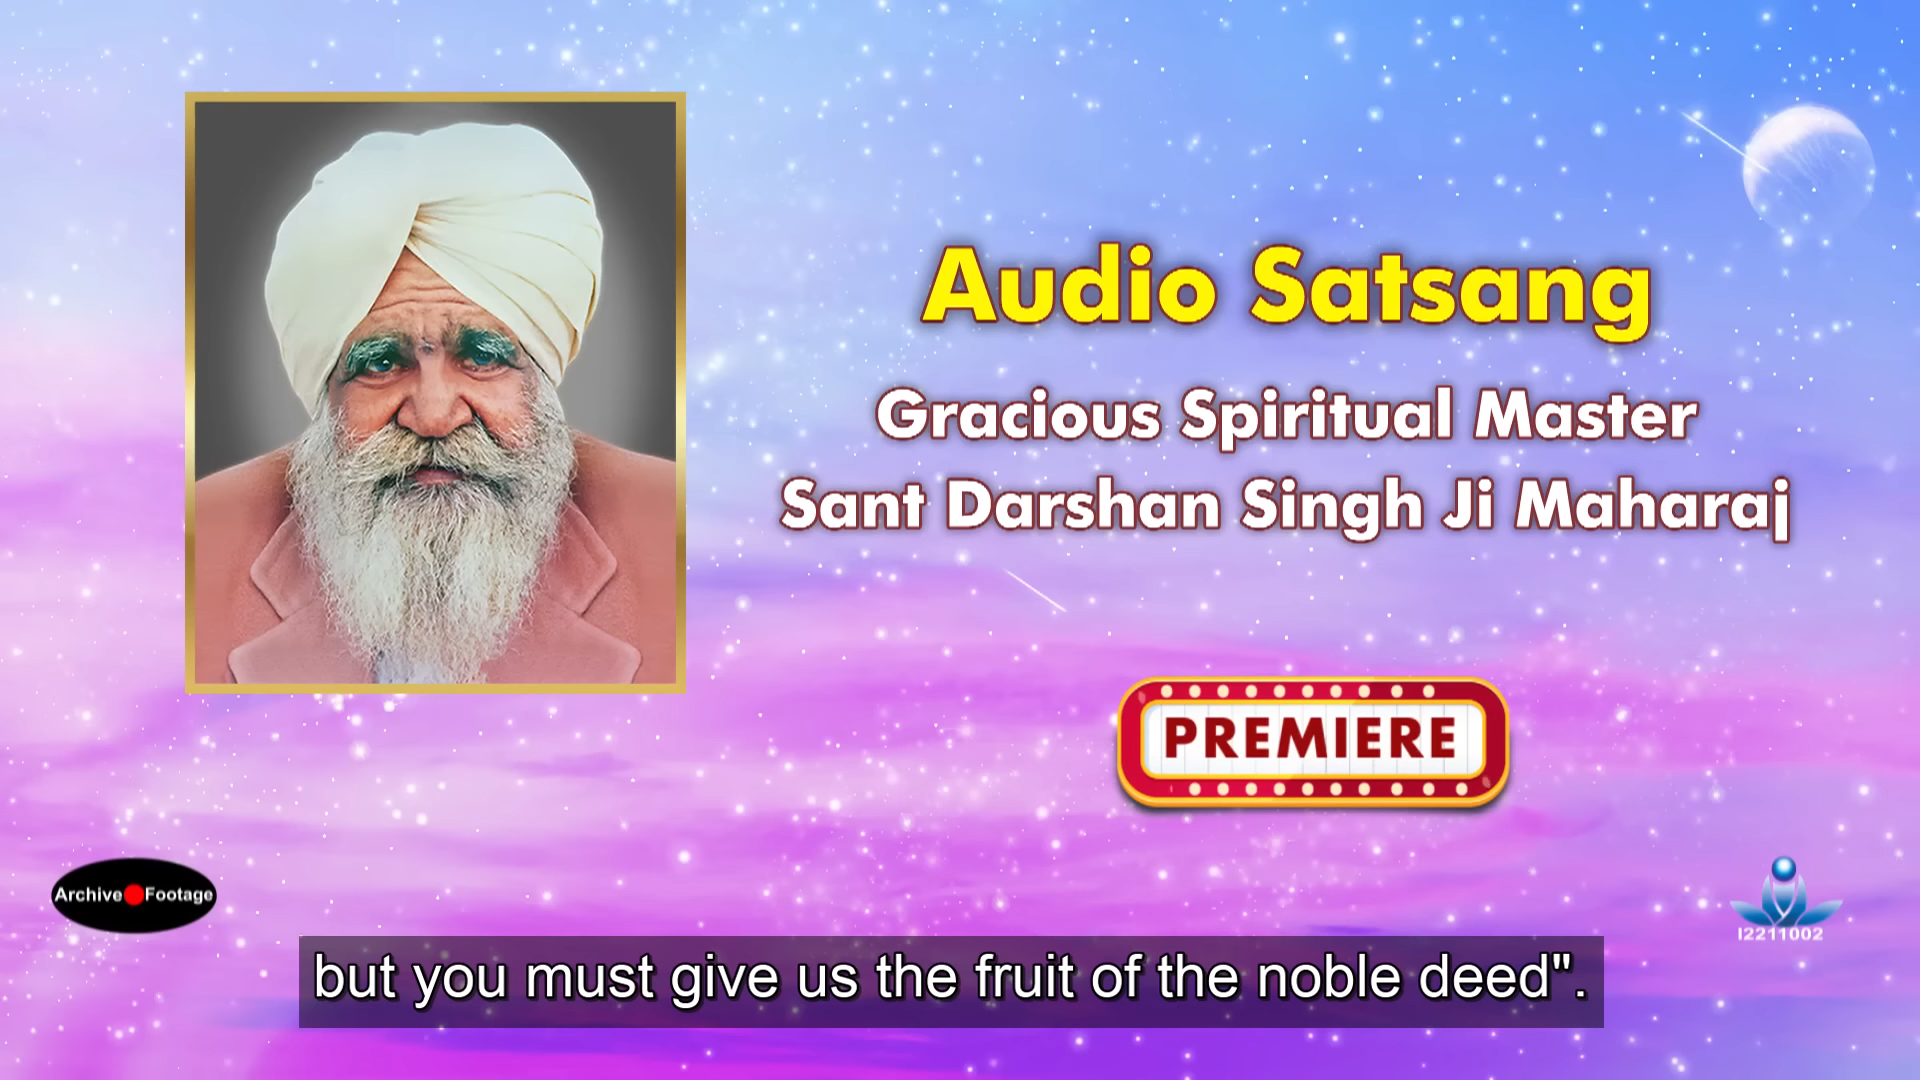 Audio Satsang
Gracious Spiritual Master
Sant Darshan Singh Ji Maharaj
PREMIERE
Archive Footage
I2211002
but you must give us the fruit of the noble deed".